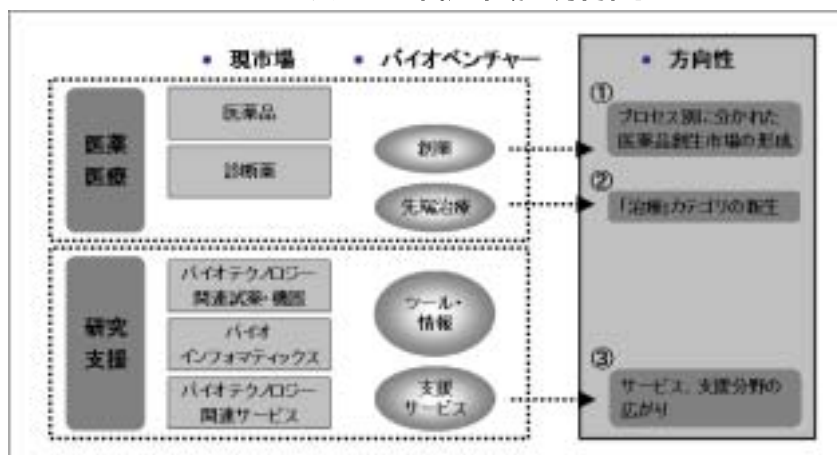 • 現市場
• バイオベンチャー
• 方向性
医薬
医療
医薬品
診断薬
創薬
先端治療
①
プロセス別に分かれた
医薬品創生市場の形成
②
「治療」カテゴリの新生
研究
支援
バイオテクノロジー
関連試薬・機器
バイオ
インフォマティックス
バイオテクノロジー
関連サービス
ツール・
情報
支援
サービス
③
サービス、支援分野の
広がり